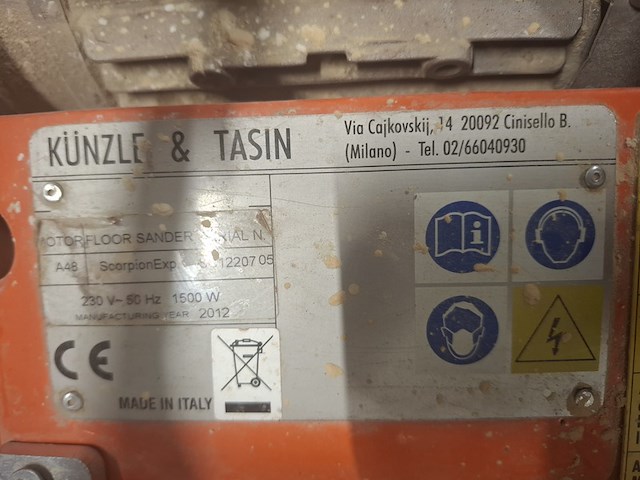 KÜNZLE & TASIN
Via Cajkovskij, 14 20092 Cinisello B.
(Milano) - Tel. 02/66040930
FLOOR SANDER N.
A48 ScorpionExp 1220705
230 V~ 50 Hz 1500 W
MANUFACTURING YEAR 2012
CE
MADE IN ITALY